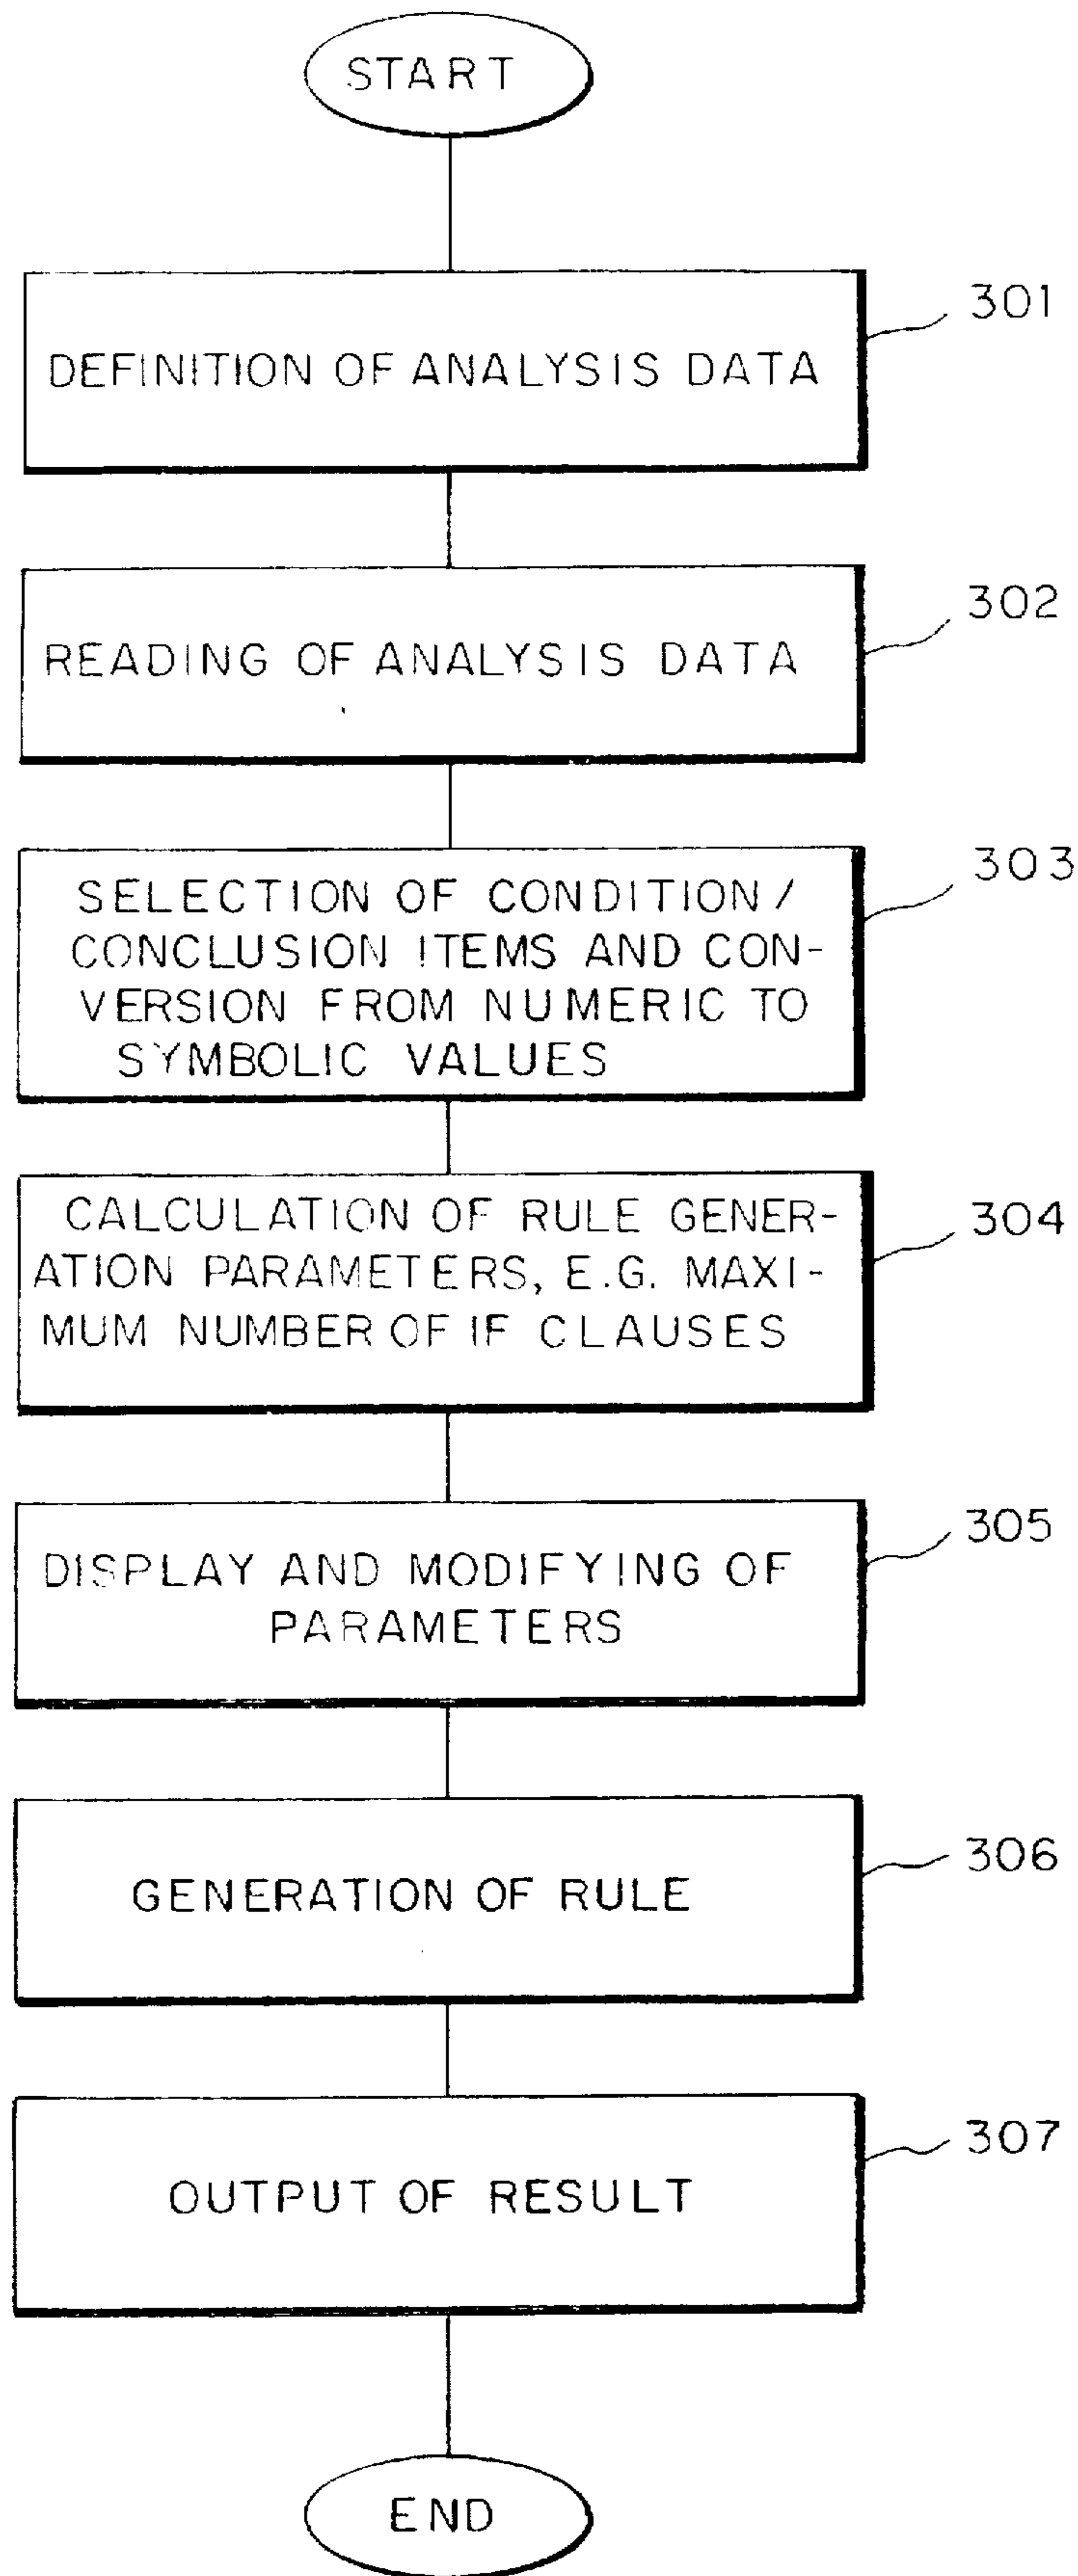 START
301
DEFINITION OF ANALYSIS DATA
302
READING OF ANALYSIS DATA
303
SELECTION OF CONDITION/
CONCLUSION ITEMS AND CON-
VERSION FROM NUMERIC TO
SYMBOLIC VALUES
304
CALCULATION OF RULE GENER-
ATION PARAMETERS, E.G. MAXI-
MUM NUMBER OF IF CLAUSES
305
DISPLAY AND MODIFYING OF
PARAMETERS
306
GENERATION OF RULE
307
OUTPUT OF RESULT
END